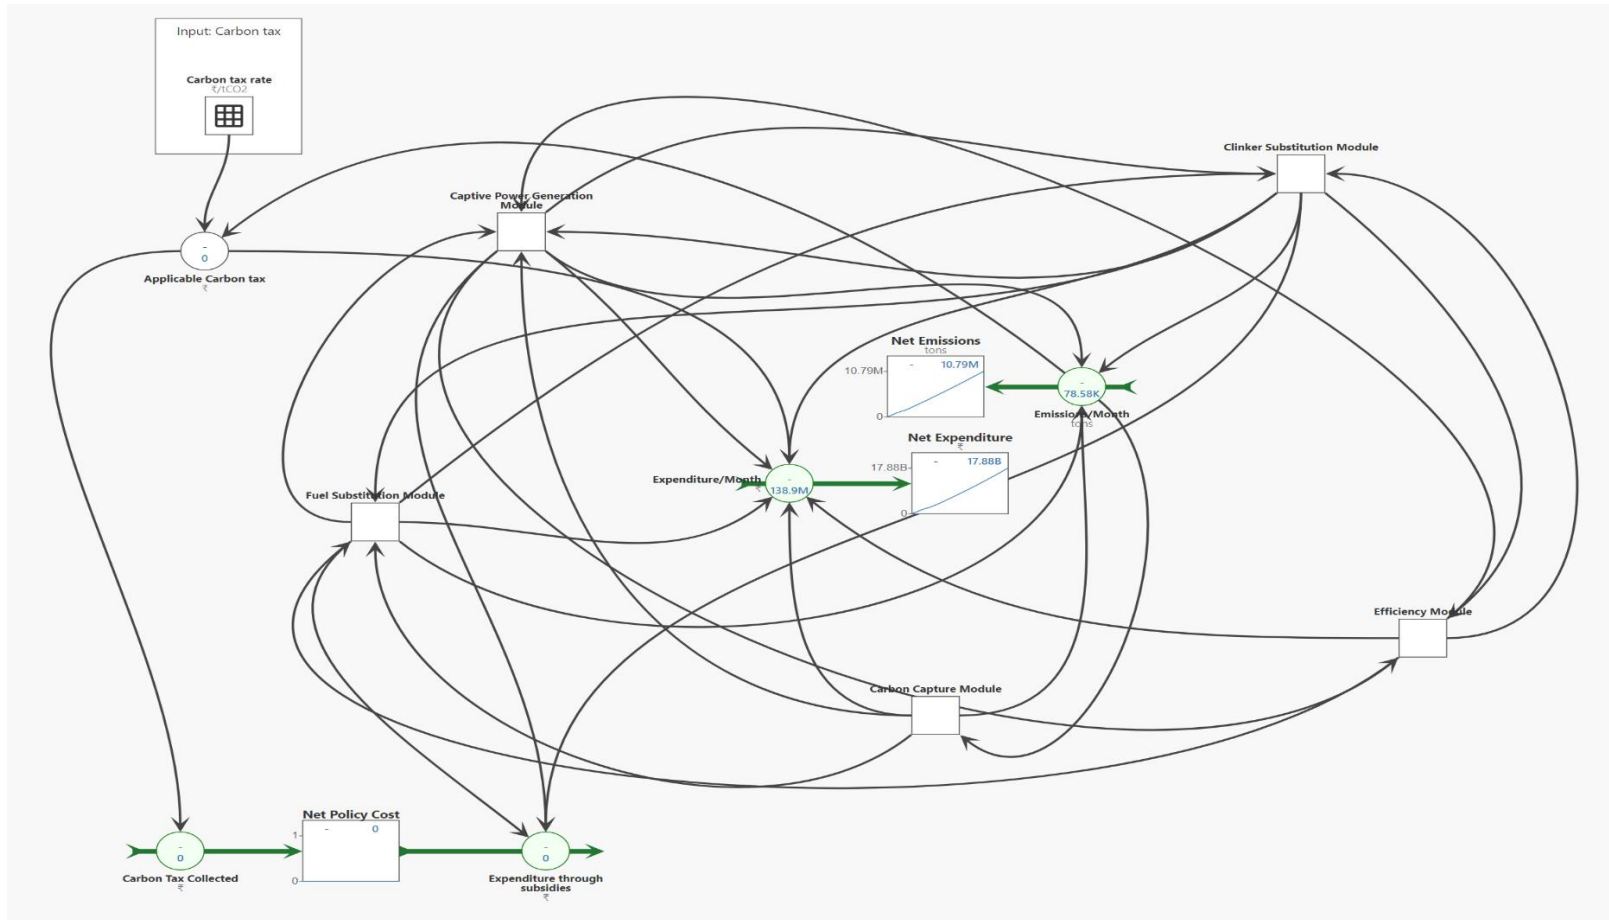 Input: Carbon tax
Carbon tax rate
₹/tCO2
Clinker Substitution Module
Captive Power Generation
Module
-
0
Applicable Carbon tax
₹
Net Emissions
tons
10.79M
-
10.79M
0
-
78.58K
Emissions/Month
tons
Net Expenditure
₹
17.88B
-
17.88B
0
Expenditure/Month
₹
-
138.9M
Fuel Substitution Module
Efficiency Module
Carbon Capture Module
Net Policy Cost
1
-
0
0
-
0
Carbon Tax Collected
₹
-
0
Expenditure through
subsidies
₹